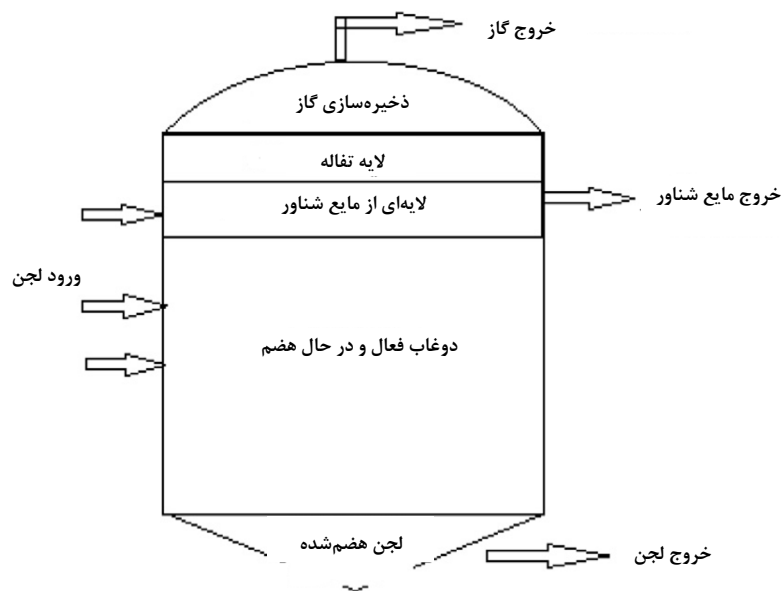 خروج گاز
ذخیره‌سازی گاز
لایه تفاله
لایه‌ای از مایع شناور
خروج مایع شناور
ورود لجن
دوغاب فعال و در حال هضم
لجن هضم‌شده
خروج لجن